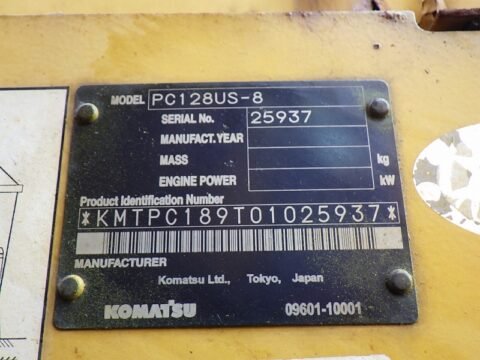 MODEL PC128US-8
SERIAL No. 25937
MANUFACT. YEAR
MASS kg
ENGINE POWER kW
Product Identification Number
*KMTPC189T01025937*
MANUFACTURER
Komatsu Ltd., Tokyo, Japan
KOMATSU 09601-10001